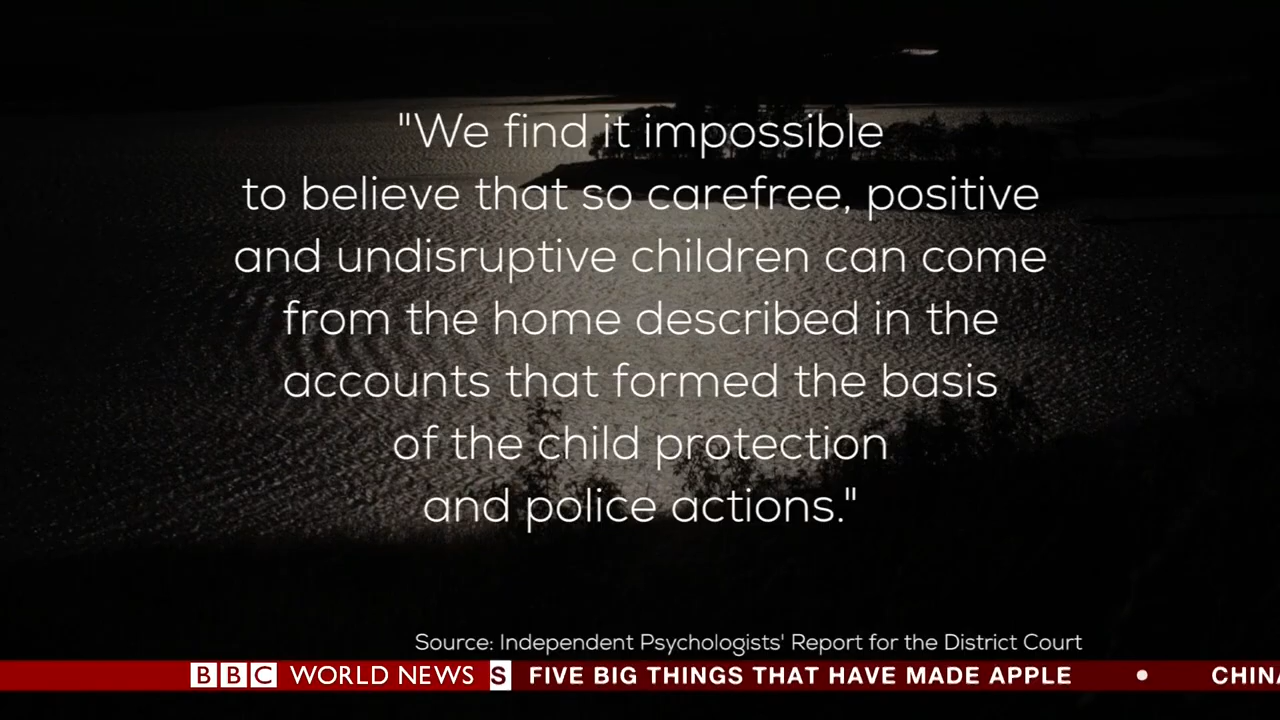 "We find it impossible
to believe that so carefree, positive
and undisruptive children can come
from the home described in the
accounts that formed the basis
of the child protection
and police actions."
Source: Independent Psychologists' Report for the District Court
BBC WORLD NEWS S FIVE BIG THINGS THAT HAVE MADE APPLE • CHINA